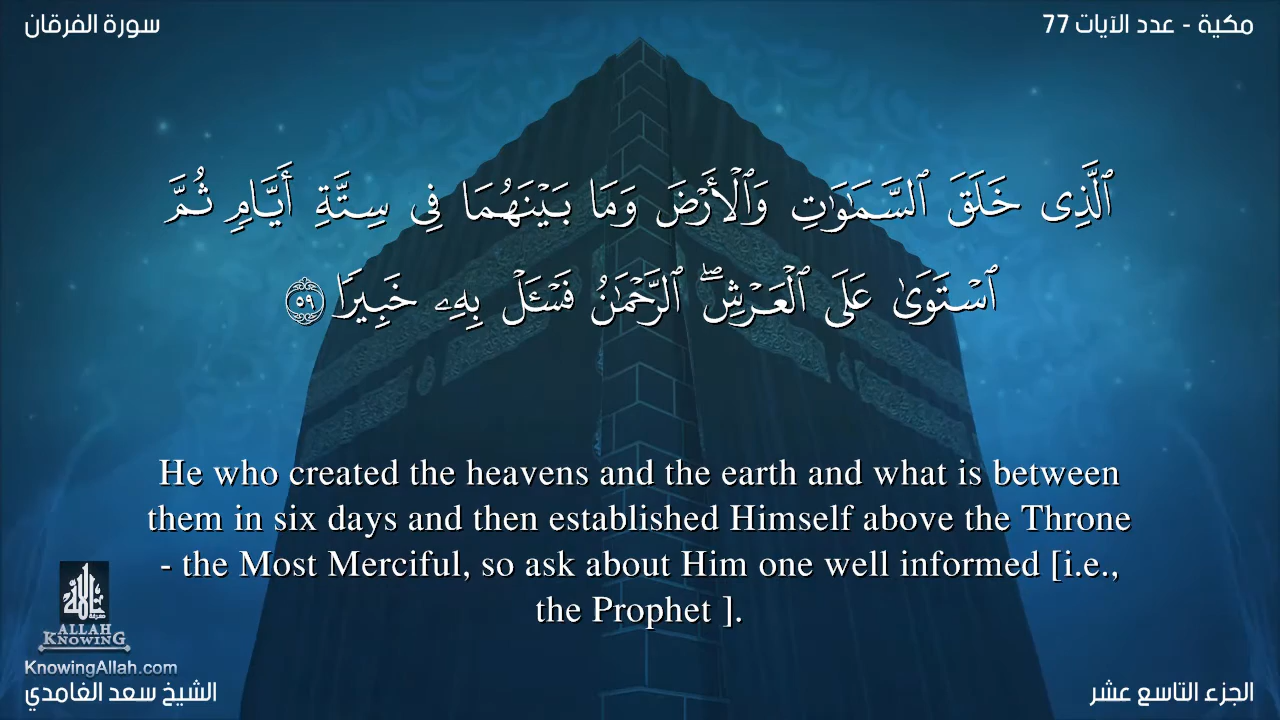 سورة الفرقان
مكية - عدد الآيات 77
ٱلَّذِى خَلَقَ ٱلسَّمَـٰوَٰتِ وَٱلْأَرْضَ وَمَا بَيْنَهُمَا فِى سِتَّةِ أَيَّامٍ ثُمَّ
ٱسْتَوَىٰ عَلَى ٱلْعَرْشِ ۖ ٱلرَّحْمَـٰنُ فَسْـَٔلْ بِهِۦ خَبِيرًا ٥٩
He who created the heavens and the earth and what is between
them in six days and then established Himself above the Throne
- the Most Merciful, so ask about Him one well informed [i.e.,
the Prophet ].
ALLAH
KNOWING
KnowingAllah.com
الشيخ سعد الغامدي
الجزء التاسع عشر